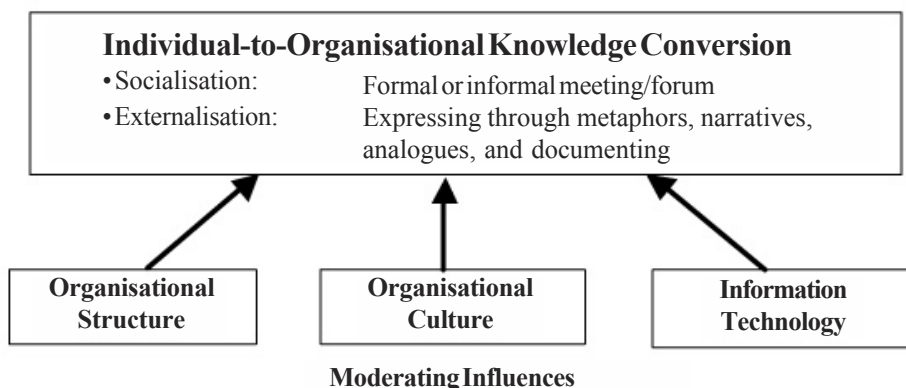 Individual-to-Organisational Knowledge Conversion
• Socialisation: Formal or informal meeting/forum
• Externalisation: Expressing through metaphors, narratives,
analogues, and documenting
Organisational
Structure
Organisational
Culture
Information
Technology
Moderating Influences